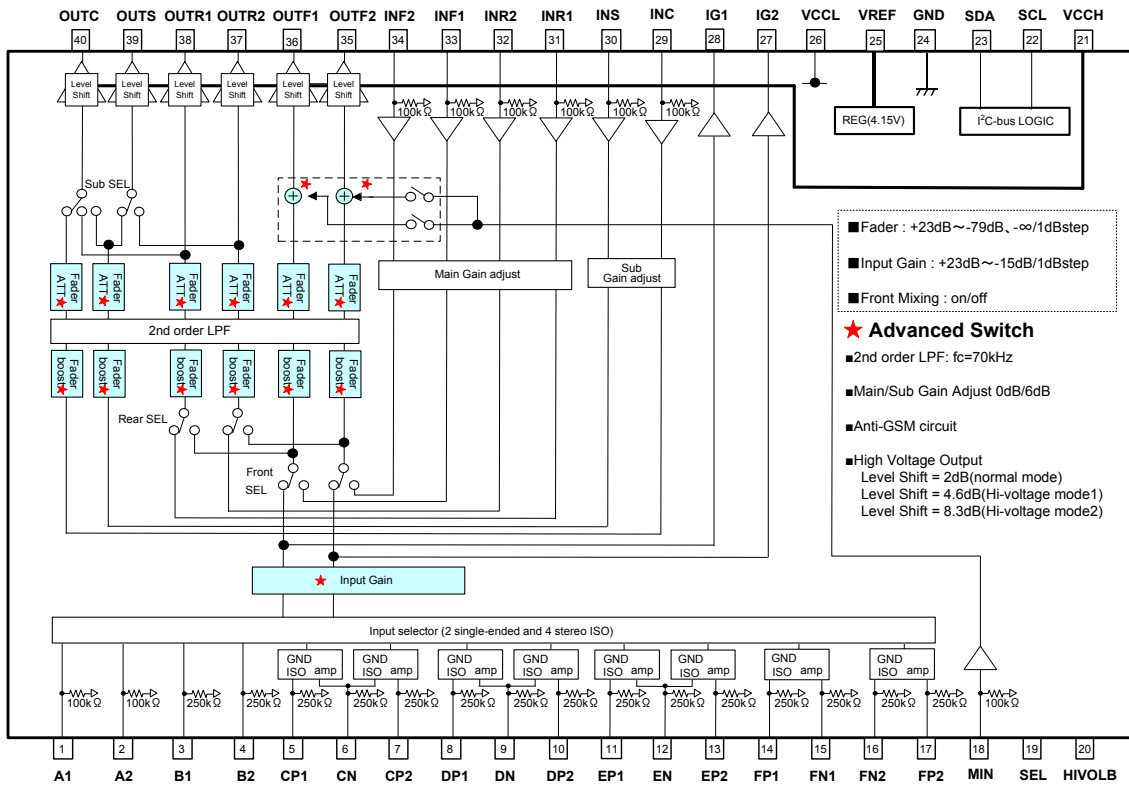 OUTC OUTS OUTR1 OUTR2 OUTF1 OUTF2 INF2 INF1 INR2 INR1 INS INC IG1 IG2 VCCL VREF GND SDA SCL VCCH
40 39 38 37 36 35 34 33 32 31 30 29 28 27 26 25 24 23 22 21
Level Shift
Level Shift
Level Shift
Level Shift
Level Shift
Level Shift
100kΩ 100kΩ 100kΩ 100kΩ 100kΩ 100kΩ
REG(4.15V)
I²C-bus LOGIC
Sub SEL
Main Gain adjust
Sub
Gain adjust
Fader ATT
Fader ATT
Fader ATT
Fader ATT
Fader ATT
Fader ATT
2nd order LPF
Fader boost
Fader boost
Fader boost
Fader boost
Fader boost
Fader boost
Rear SEL
Front
SEL
■Fader : +23dB～-79dB、-∞/1dBstep
■Input Gain : +23dB～-15dB/1dBstep
■Front Mixing : on/off
★ Advanced Switch
■2nd order LPF: fc=70kHz
■Main/Sub Gain Adjust 0dB/6dB
■Anti-GSM circuit
■High Voltage Output
Level Shift = 2dB(normal mode)
Level Shift = 4.6dB(Hi-voltage mode1)
Level Shift = 8.3dB(Hi-voltage mode2)
★ Input Gain
Input selector (2 single-ended and 4 stereo ISO)
GND ISO amp
GND ISO amp
GND ISO amp
GND ISO amp
GND ISO amp
GND ISO amp
GND ISO amp
GND ISO amp
100kΩ 100kΩ 250kΩ 250kΩ 250kΩ 250kΩ 250kΩ 250kΩ 250kΩ 250kΩ 250kΩ 250kΩ 250kΩ 250kΩ 250kΩ 250kΩ 250kΩ 100kΩ
1 2 3 4 5 6 7 8 9 10 11 12 13 14 15 16 17 18 19 20
A1 A2 B1 B2 CP1 CN CP2 DP1 DN DP2 EP1 EN EP2 FP1 FN1 FN2 FP2 MIN SEL HIVOLB